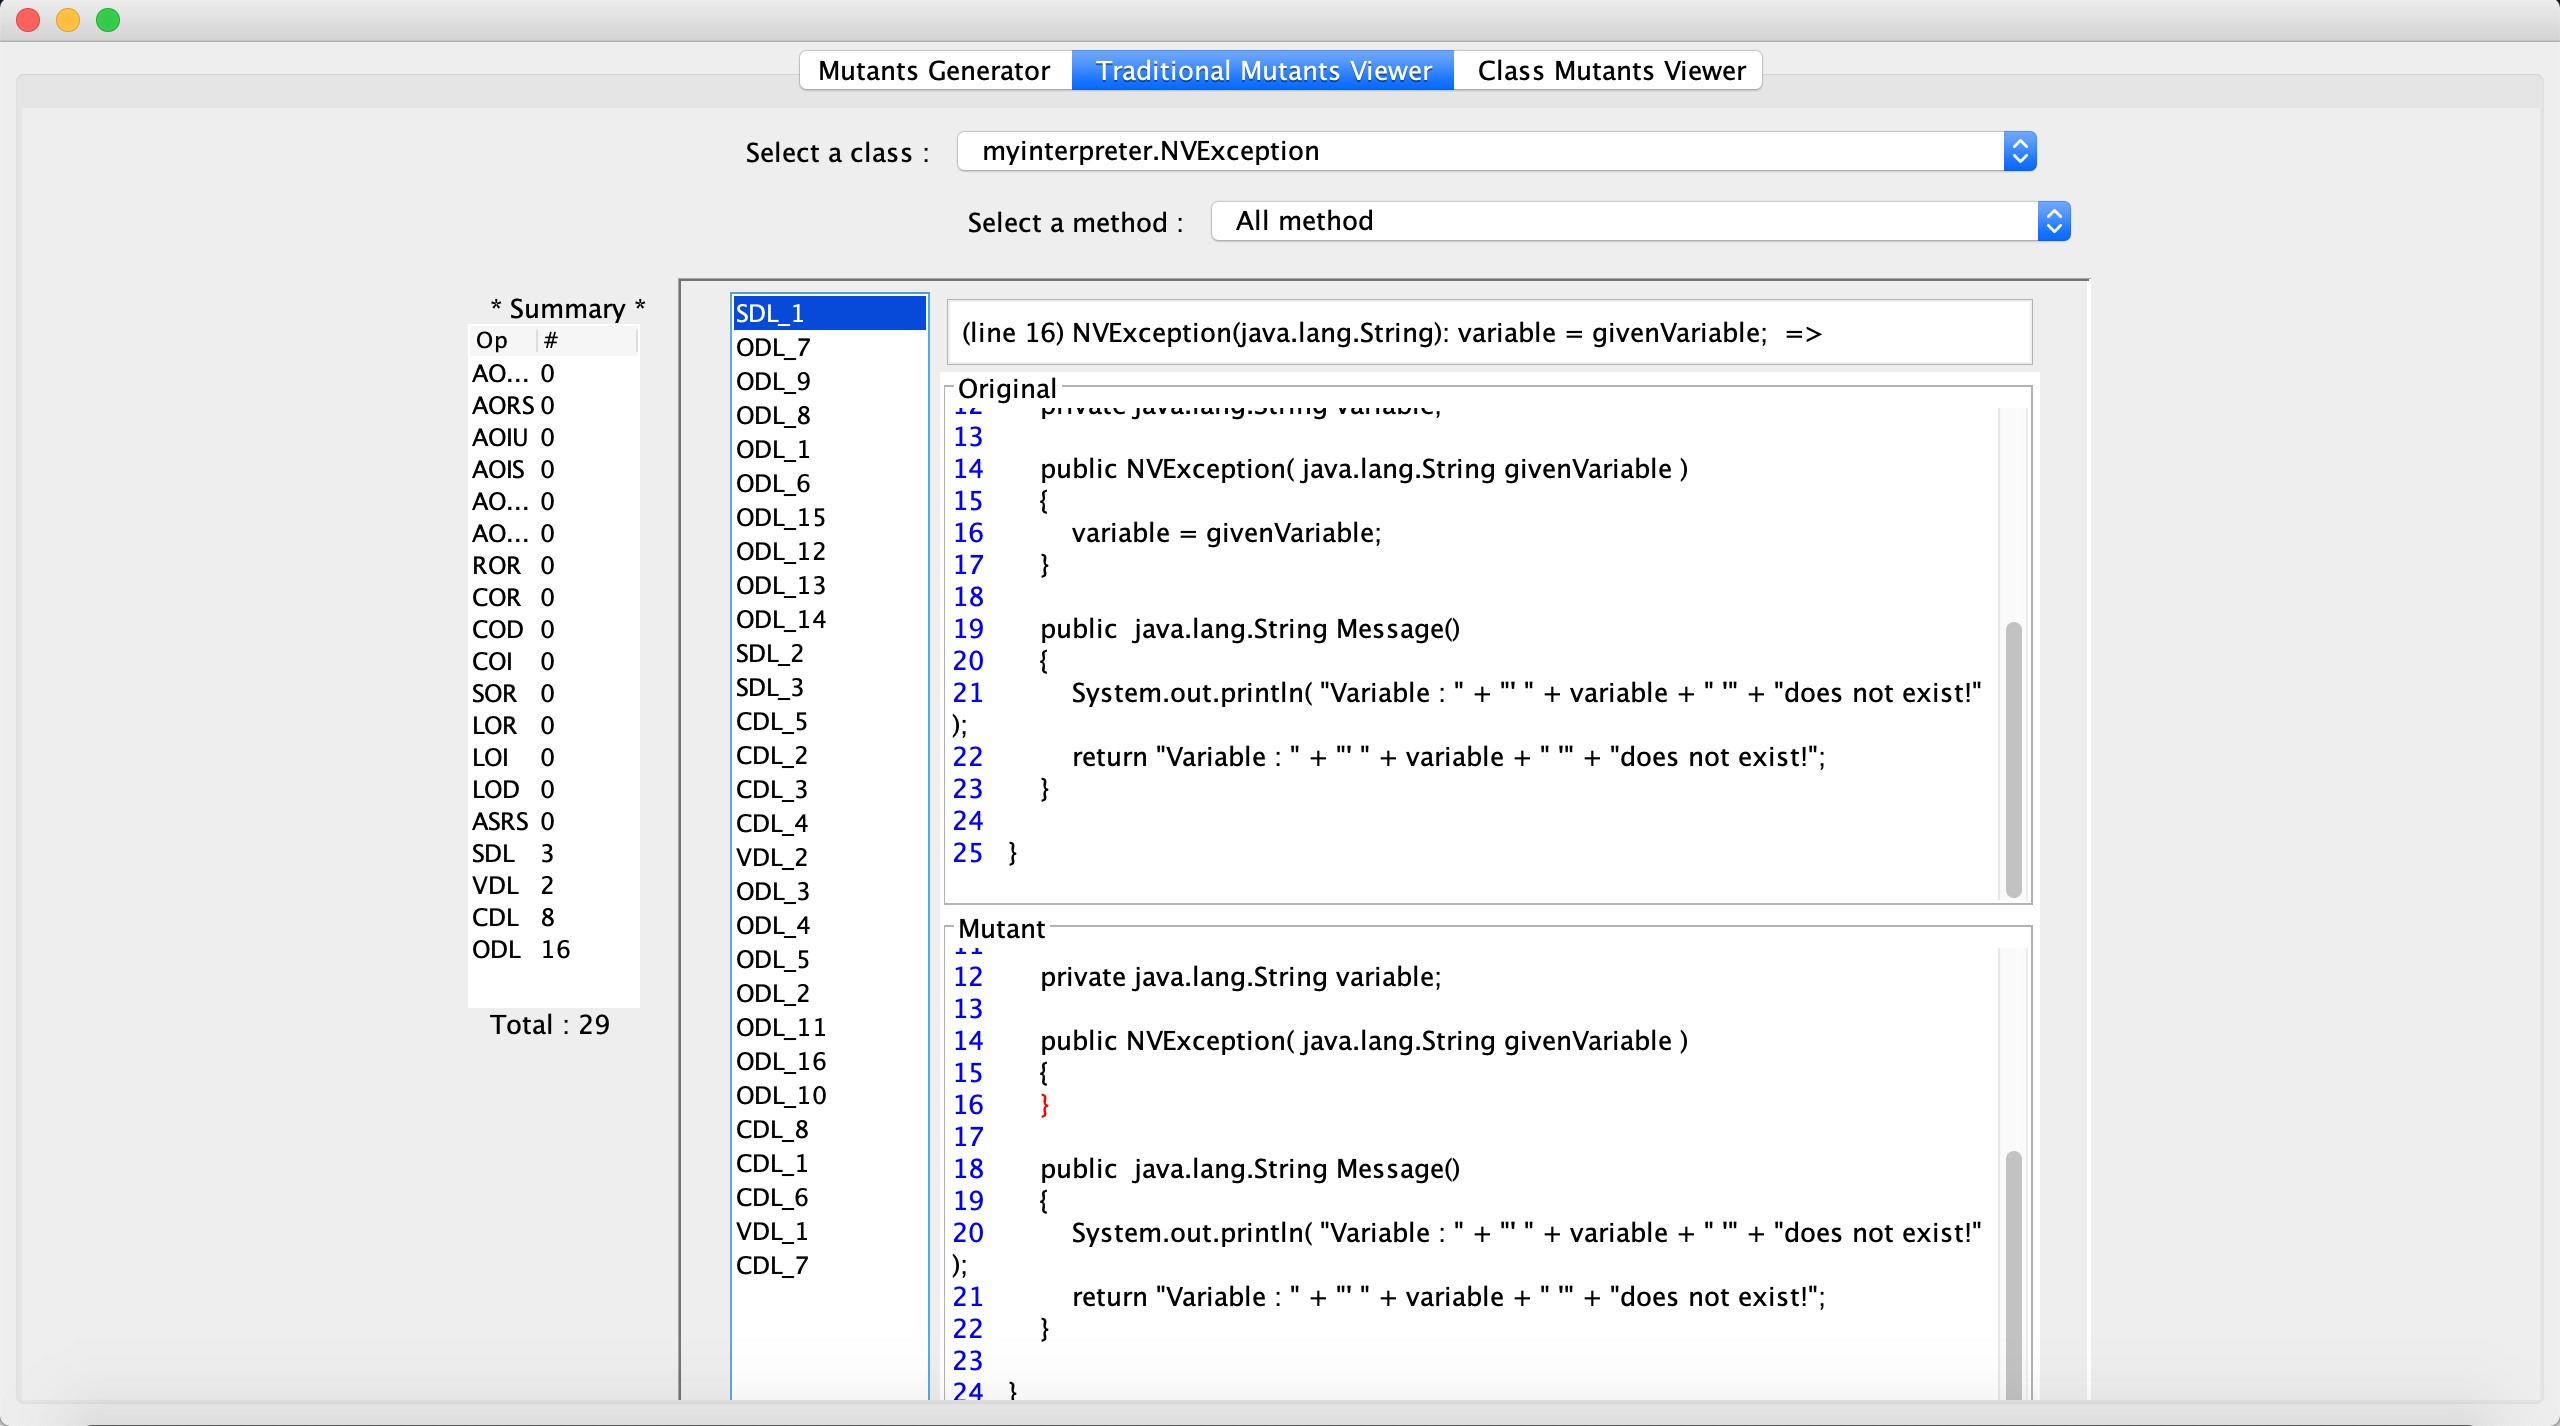 Mutants Generator
Traditional Mutants Viewer
Class Mutants Viewer
Select a class :
myinterpreter.NVException
Select a method :
All method
* Summary *
Op #
AO... 0
AORS 0
AOIU 0
AOIS 0
AO... 0
AO... 0
ROR 0
COR 0
COD 0
COI 0
SOR 0
LOR 0
LOI 0
LOD 0
ASRS 0
SDL 3
VDL 2
CDL 8
ODL 16
Total : 29
SDL_1
ODL_7
ODL_9
ODL_8
ODL_1
ODL_6
ODL_15
ODL_12
ODL_13
ODL_14
SDL_2
SDL_3
CDL_5
CDL_2
CDL_3
CDL_4
VDL_2
ODL_3
ODL_4
ODL_5
ODL_2
ODL_11
ODL_16
ODL_10
CDL_8
CDL_1
CDL_6
VDL_1
CDL_7
(line 16) NVException(java.lang.String): variable = givenVariable;  =>
Original
12 private java.lang.String variable;
13
14 public NVException( java.lang.String givenVariable )
15 {
16 variable = givenVariable;
17 }
18
19 public  java.lang.String Message()
20 {
21 System.out.println( "Variable : " + "' " + variable + " '" + "does not exist!"
);
22 return "Variable : " + "' " + variable + " '" + "does not exist!";
23 }
24
25 }
Mutant
11
12 private java.lang.String variable;
13
14 public NVException( java.lang.String givenVariable )
15 {
16 }
17
18 public  java.lang.String Message()
19 {
20 System.out.println( "Variable : " + "' " + variable + " '" + "does not exist!"
);
21 return "Variable : " + "' " + variable + " '" + "does not exist!";
22 }
23
24 }